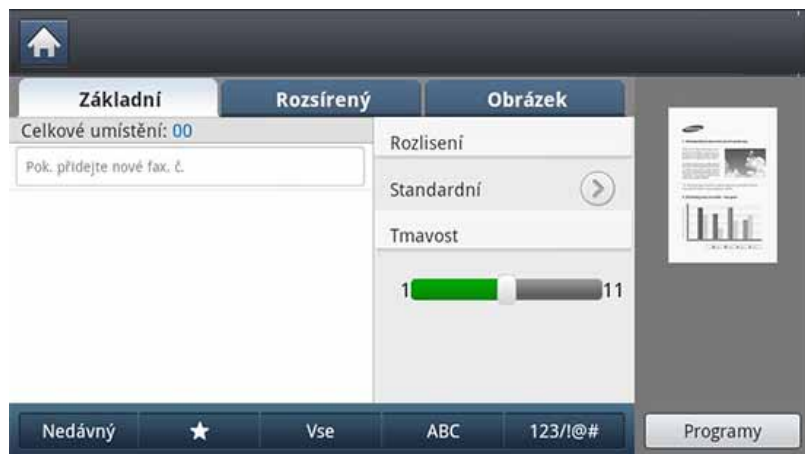 Základní
Rozsírený
Obrázek
Celkové umístění: 00
Pok. přidejte nové fax. č.
Rozlisení
Standardní
Tmavost
1
11
Nedávný
★
Vse
ABC
123/!@#
Programy